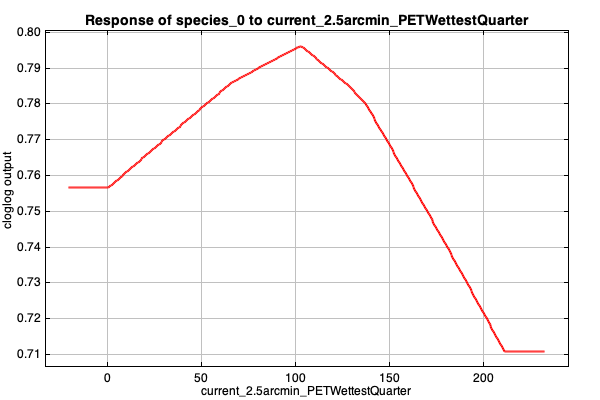 Response of species_0 to current_2.5arcmin_PETWettestQuarter
0.80
0.79
0.78
0.77
0.76
0.75
0.74
0.73
0.72
0.71
cloglog output
0 50 100 150 200
current_2.5arcmin_PETWettestQuarter